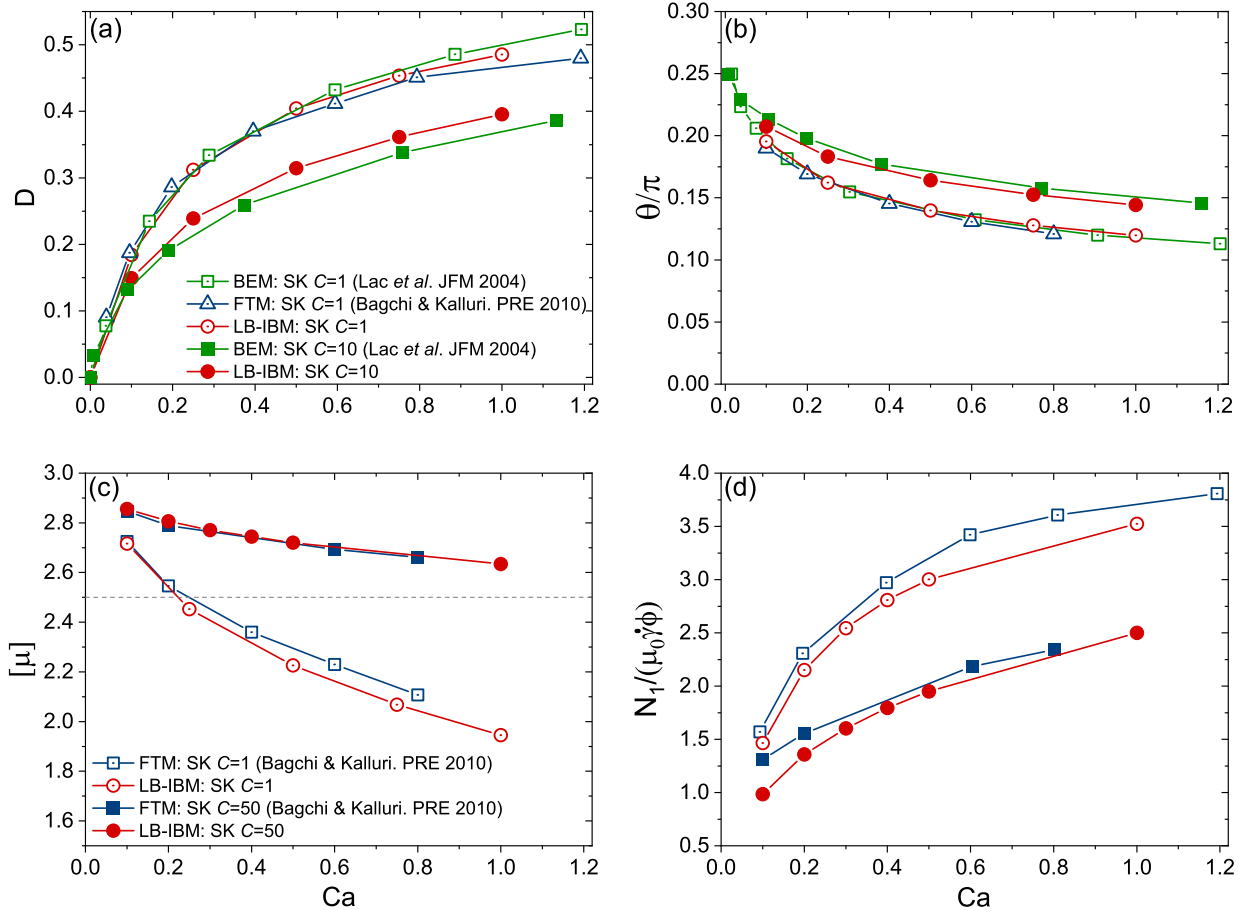 (a)
D
0.5
0.4
0.3
0.2
0.1
0.0
0.0 0.2 0.4 0.6 0.8 1.0 1.2
BEM: SK C=1 (Lac et al. JFM 2004)
FTM: SK C=1 (Bagchi & Kalluri. PRE 2010)
LB-IBM: SK C=1
BEM: SK C=10 (Lac et al. JFM 2004)
LB-IBM: SK C=10
(b)
θ/π
0.30
0.25
0.20
0.15
0.10
0.05
0.00
0.0 0.2 0.4 0.6 0.8 1.0 1.2
(c)
[μ]
3.0
2.8
2.6
2.4
2.2
2.0
1.8
1.6
0.0 0.2 0.4 0.6 0.8 1.0 1.2
Ca
FTM: SK C=1 (Bagchi & Kalluri. PRE 2010)
LB-IBM: SK C=1
FTM: SK C=50 (Bagchi & Kalluri. PRE 2010)
LB-IBM: SK C=50
(d)
N₁/(μ₀γ̇ϕ)
4.0
3.5
3.0
2.5
2.0
1.5
1.0
0.5
0.0 0.2 0.4 0.6 0.8 1.0 1.2
Ca